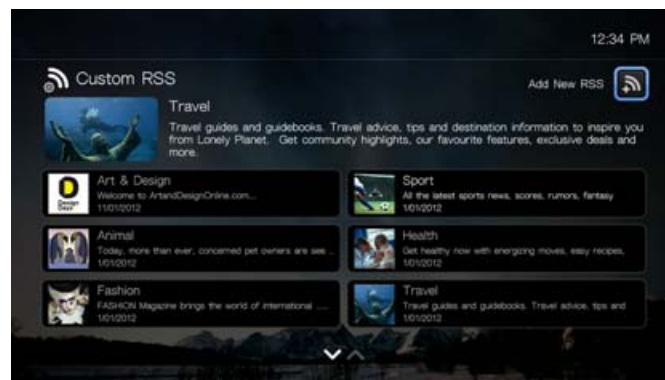 12:34 PM
Custom RSS
Add New RSS
Travel
Travel guides and guidebooks. Travel advice, tips and destination information to inspire you
from Lonely Planet. Get community highlights, our favourite features, exclusive deals and
more.
Art & Design
Welcome to ArtandDesignOnline.com...
11/01/2012
Sport
All the latest sports news, scores, rumors, fantasy
1/01/2012
Animal
Today, more than ever, concerned pet owners are see .
1/01/2012
Health
Get healthy now with energizing moves, easy recipes,
1/01/2012
Fashion
FASHION Magazine brings the world of international ....
1/01/2012
Travel
Travel guides and guidebooks. Travel advice, tips and
1/01/2012